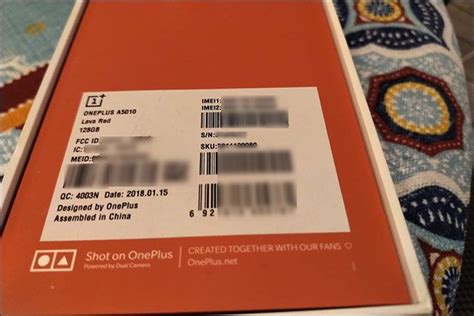 ONEPLUS A5010
Lava Red
128GB
FCC ID
IC:
MEID:
IMEI1:
IMEI2:
S/N:
SKU:
QC: 4003N Date: 2018.01.15
Designed by OnePlus
Assembled in China
6 92
Shot on OnePlus
Powered by Dual Camera
CREATED TOGETHER WITH OUR FANS ♡
OnePlus.net